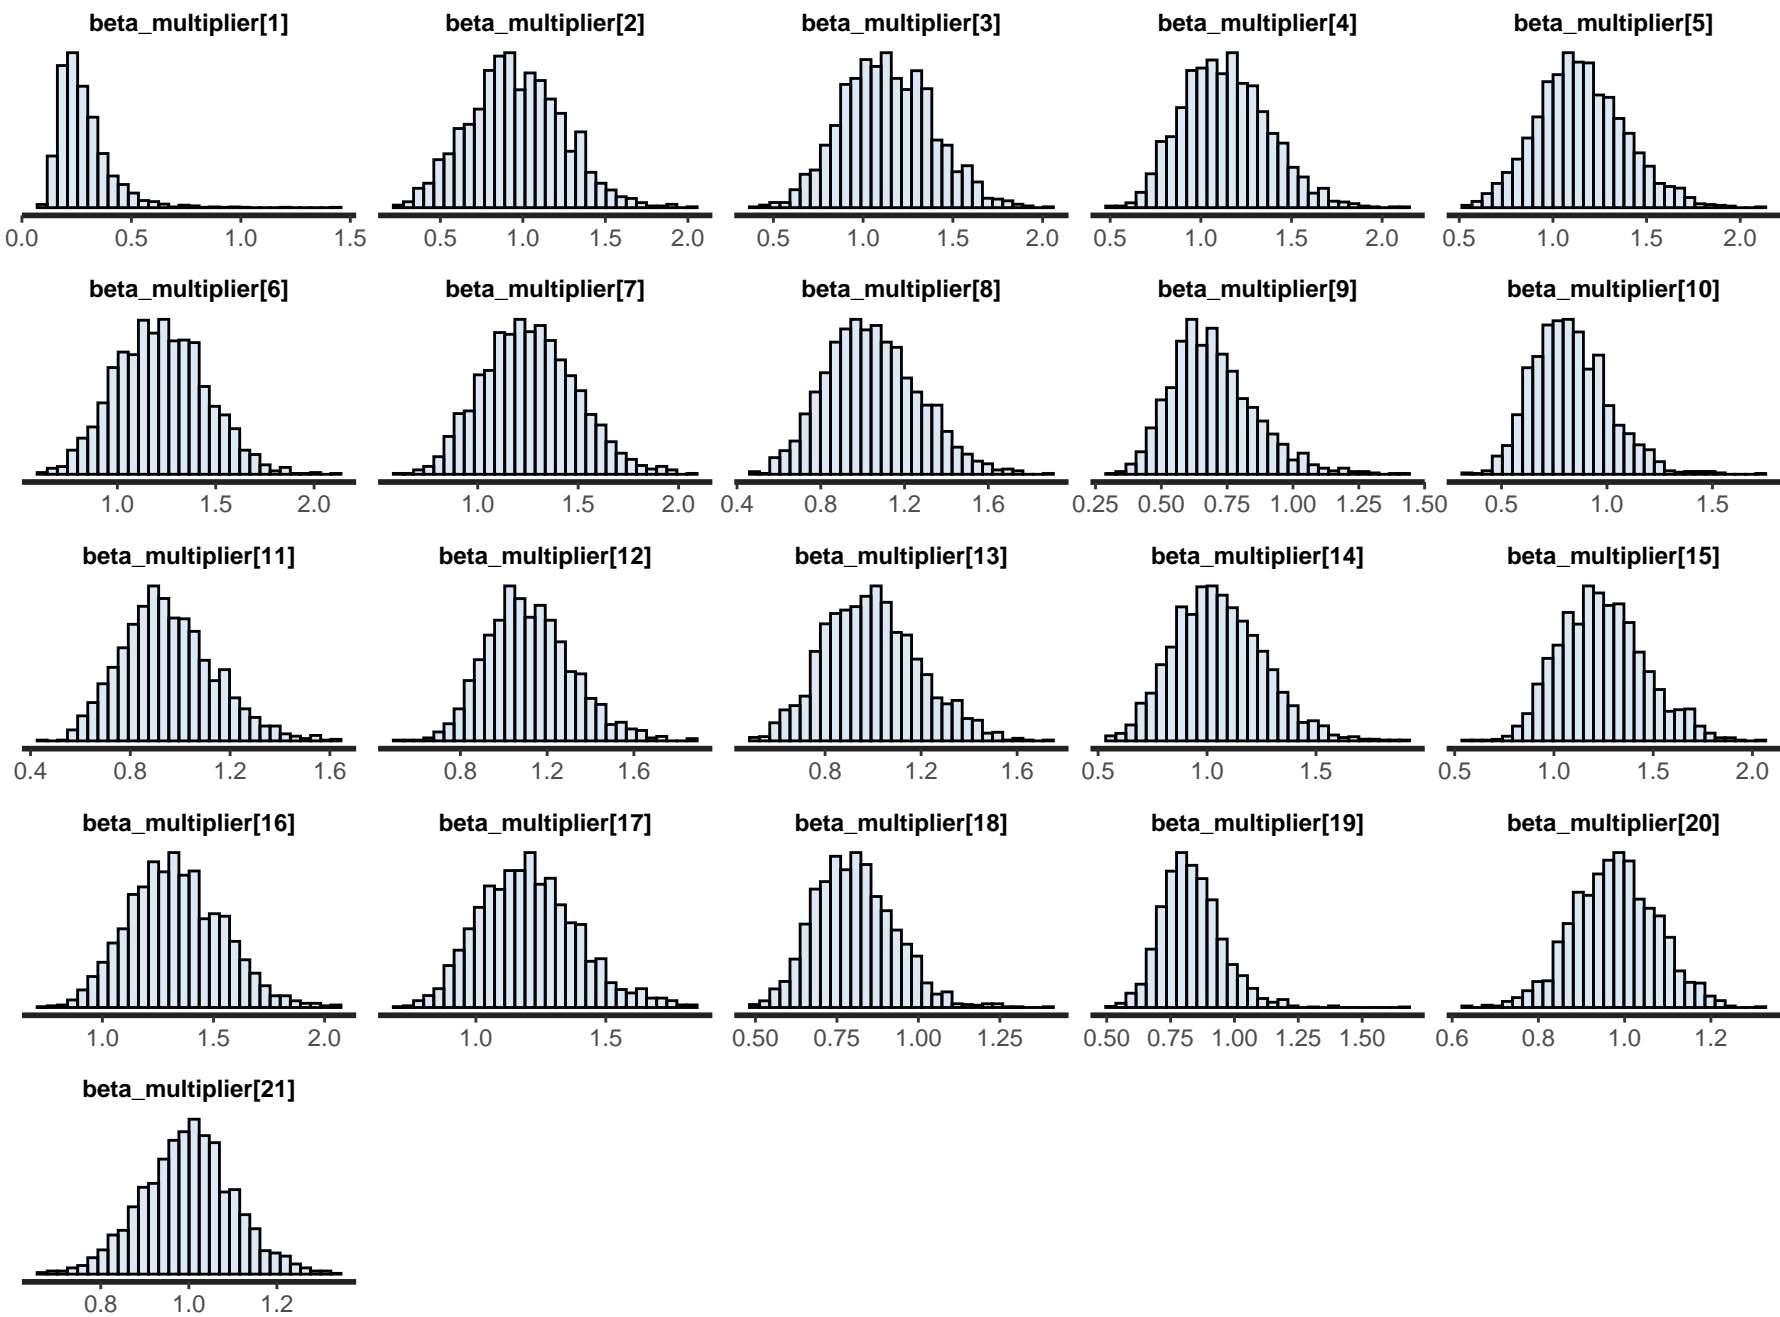 beta_multiplier[1] beta_multiplier[2] beta_multiplier[3] beta_multiplier[4] beta_multiplier[5]
0.0 0.5 1.0 1.5 0.5 1.0 1.5 2.0 0.5 1.0 1.5 2.0 0.5 1.0 1.5 2.0 0.5 1.0 1.5 2.0
beta_multiplier[6] beta_multiplier[7] beta_multiplier[8] beta_multiplier[9] beta_multiplier[10]
1.0 1.5 2.0 1.0 1.5 2.0 0.4 0.8 1.2 1.6 0.25 0.50 0.75 1.00 1.25 1.50 0.5 1.0 1.5
beta_multiplier[11] beta_multiplier[12] beta_multiplier[13] beta_multiplier[14] beta_multiplier[15]
0.4 0.8 1.2 1.6 0.8 1.2 1.6 0.8 1.2 1.6 0.5 1.0 1.5 0.5 1.0 1.5 2.0
beta_multiplier[16] beta_multiplier[17] beta_multiplier[18] beta_multiplier[19] beta_multiplier[20]
1.0 1.5 2.0 1.0 1.5 0.50 0.75 1.00 1.25 0.50 0.75 1.00 1.25 1.50 0.6 0.8 1.0 1.2
beta_multiplier[21]
0.8 1.0 1.2